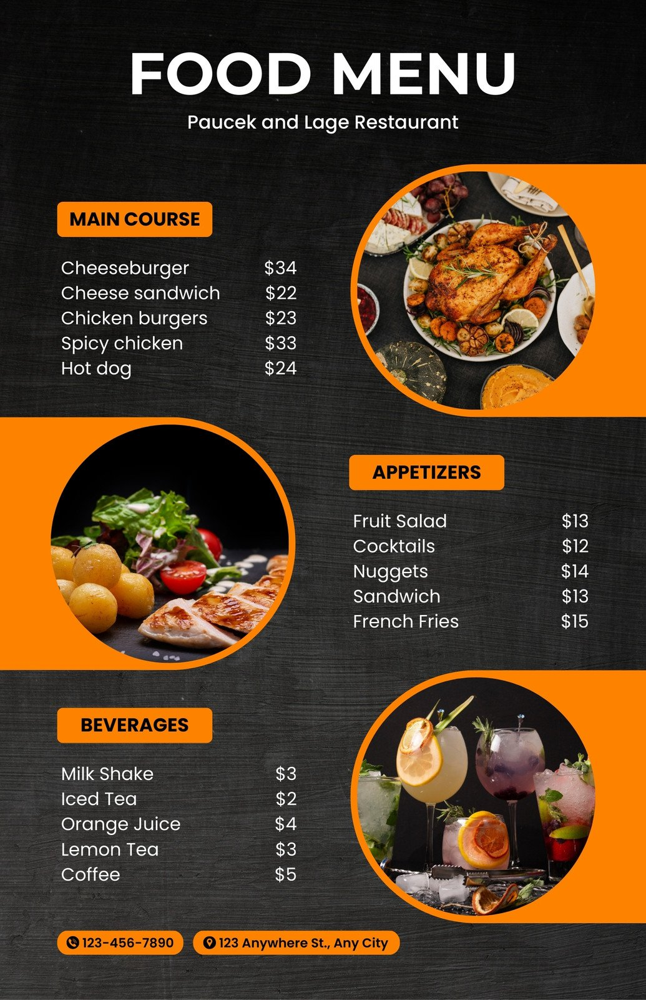 FOOD MENU
Paucek and Lage Restaurant
MAIN COURSE
Cheeseburger $34
Cheese sandwich $22
Chicken burgers $23
Spicy chicken $33
Hot dog $24
APPETIZERS
Fruit Salad $13
Cocktails $12
Nuggets $14
Sandwich $13
French Fries $15
BEVERAGES
Milk Shake $3
Iced Tea $2
Orange Juice $4
Lemon Tea $3
Coffee $5
123-456-7890 123 Anywhere St., Any City